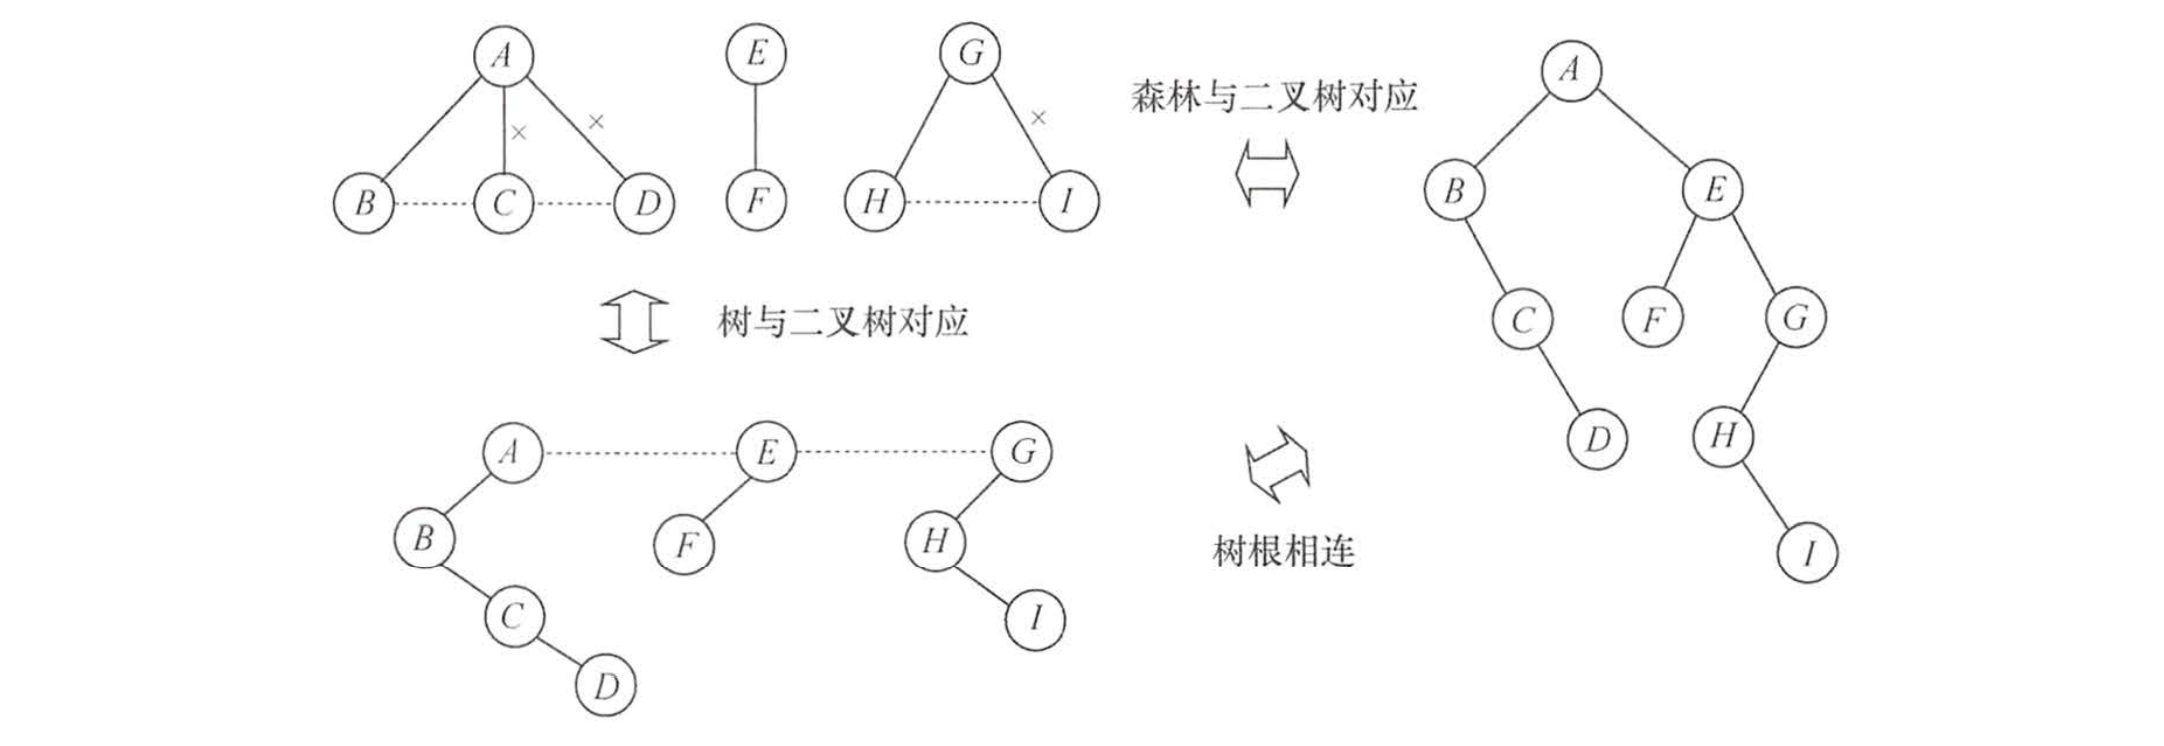 A E G
× ×
×
B C D F H I
森林与二叉树对应
A
B E
C F G
D H
I
树与二叉树对应
A E G
B F H
C I
D
树根相连